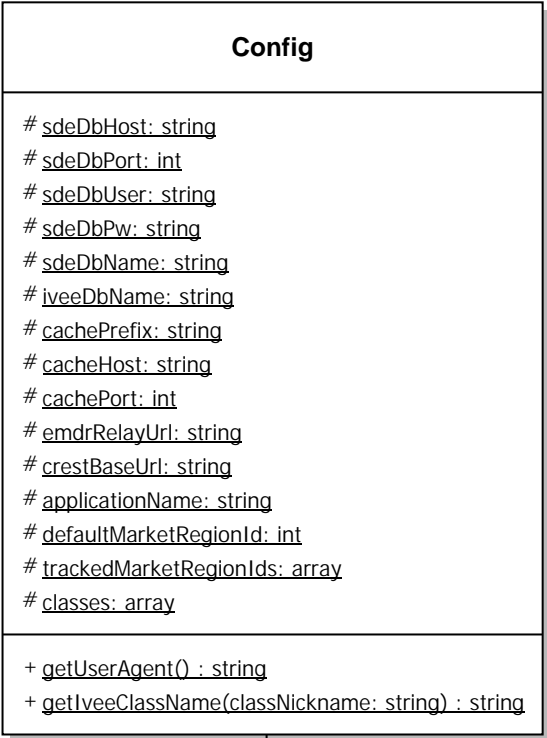 Config
# sdeDbHost: string
# sdeDbPort: int
# sdeDbUser: string
# sdeDbPw: string
# sdeDbName: string
# iveeDbName: string
# cachePrefix: string
# cacheHost: string
# cachePort: int
# emdrRelayUrl: string
# crestBaseUrl: string
# applicationName: string
# defaultMarketRegionId: int
# trackedMarketRegionIds: array
# classes: array
+ getUserAgent() : string
+ getIveeClassName(classNickname: string) : string